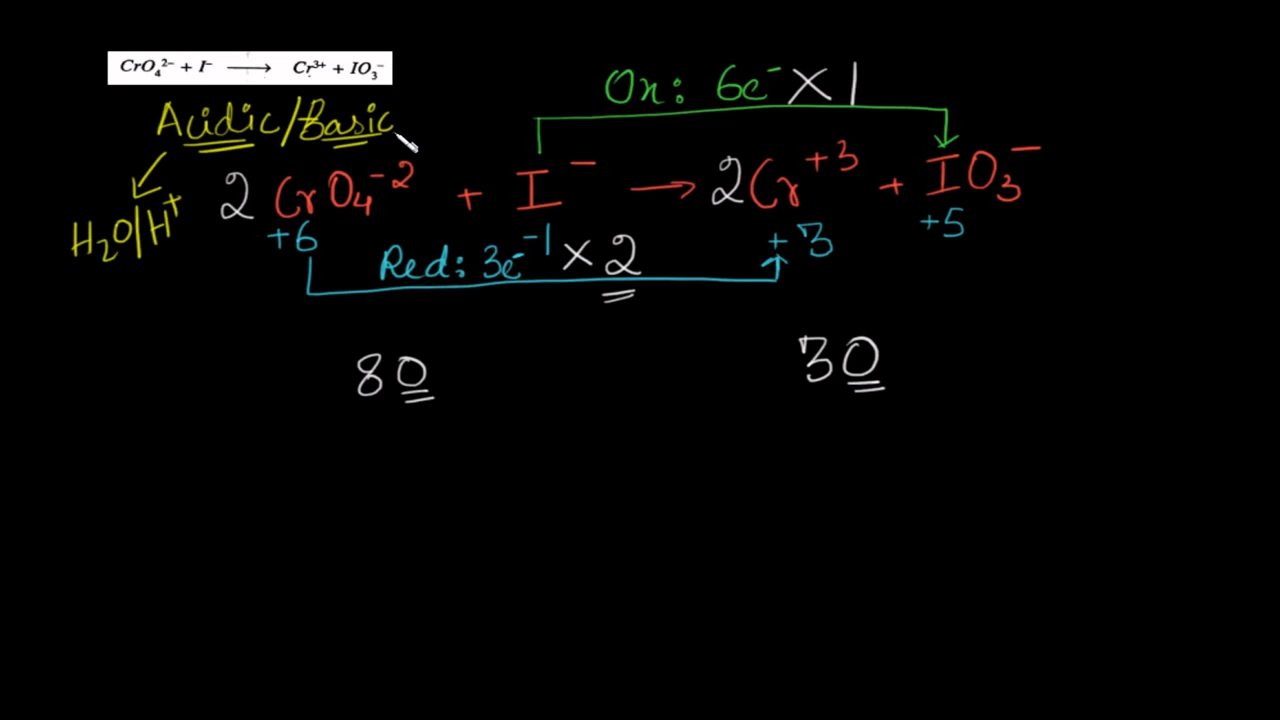 CrO₄²⁻ + I⁻ ⟶ Cr³⁺ + IO₃⁻
Ox: 6e⁻ × 1
Acidic/Basic
2 CrO₄⁻² + I⁻ → 2Cr⁺³ + IO₃⁻
H₂O/H⁺
+6 +3 +5
Red: 3e⁻¹ × 2
8O 3O